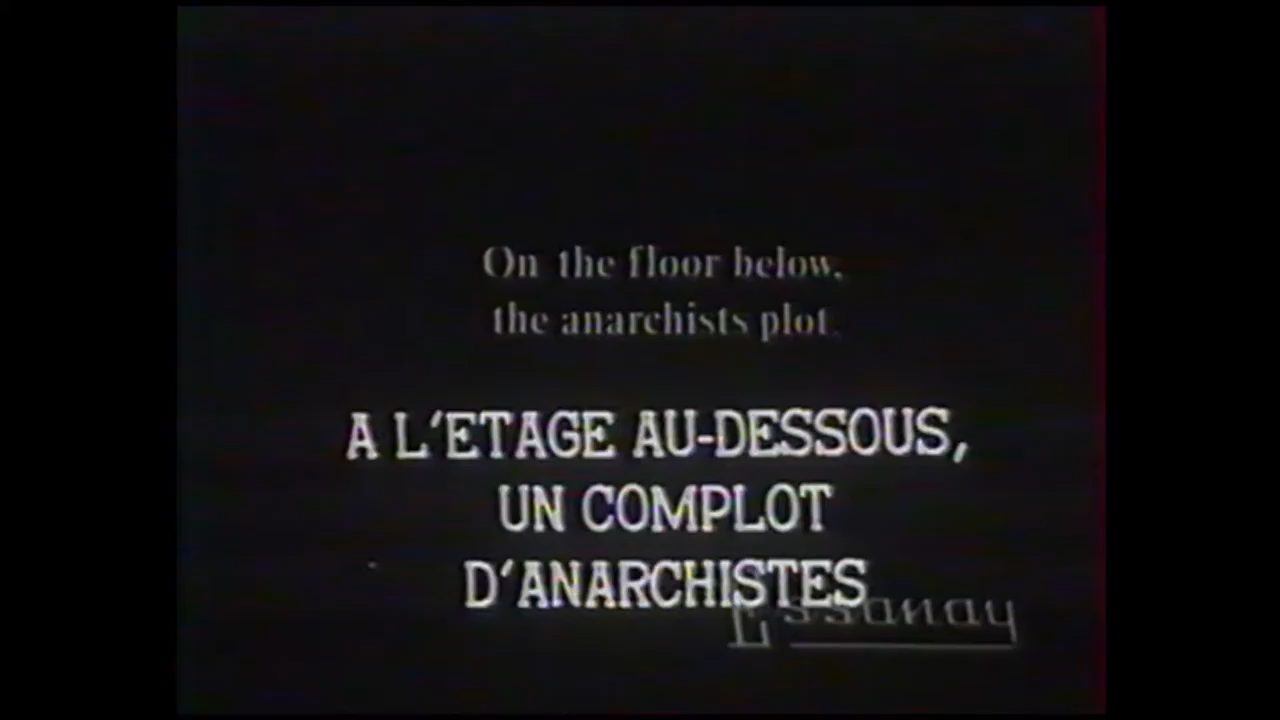 On the floor below,
the anarchists plot.
A L'ETAGE AU-DESSOUS,
UN COMPLOT
D'ANARCHISTES
Essanay